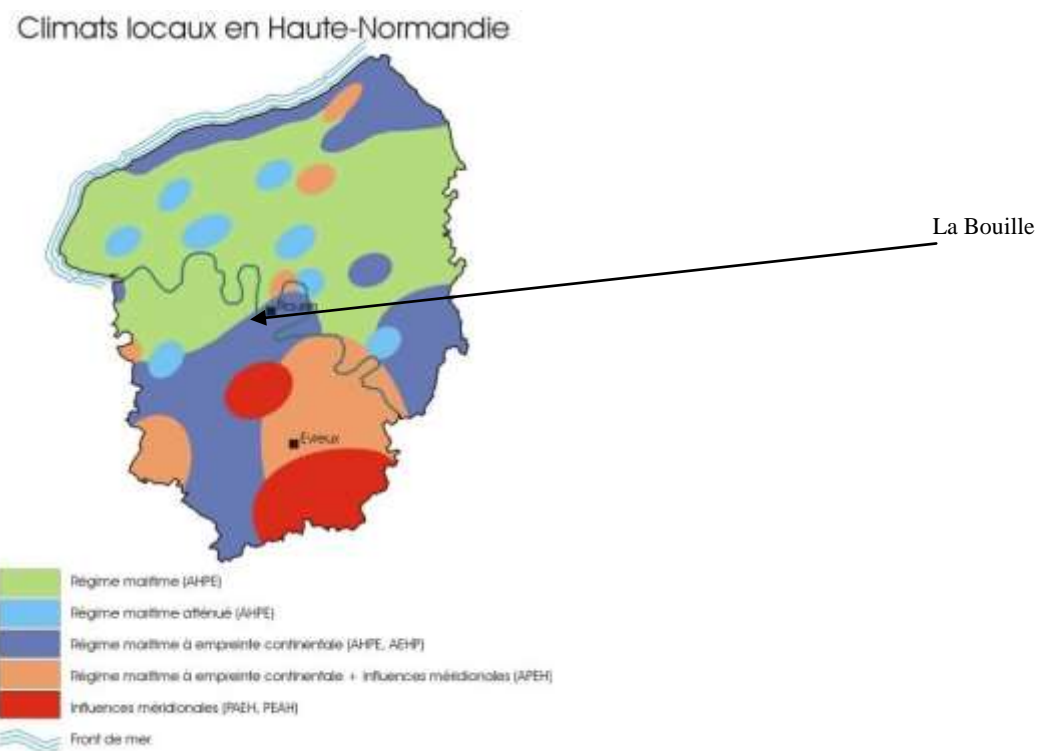 Climats locaux en Haute-Normandie
La Bouille
Rouen
Evreux
Régime maritime (AHPE)
Régime maritime atténué (AHPE)
Régime maritime à empreinte continentale (AHPE, AEHP)
Régime maritime à empreinte continentale + influences méridionales (APEH)
Influences méridionales (PAEH, PEAH)
Front de mer